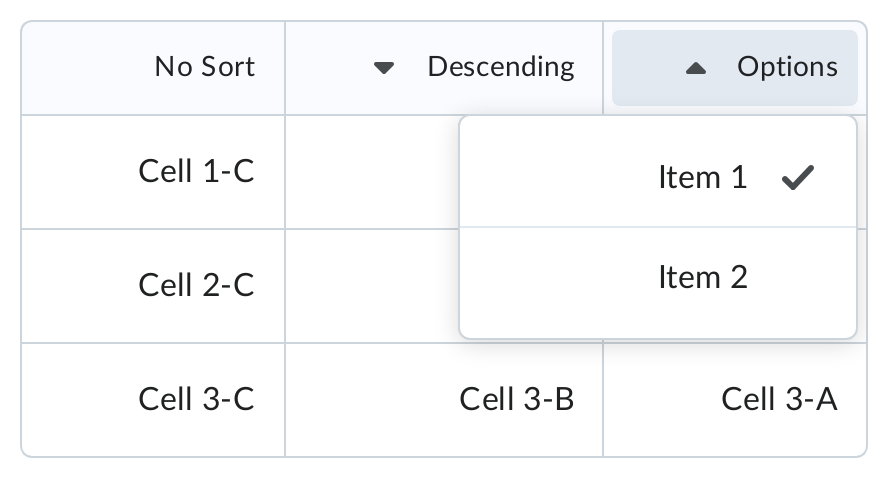 No Sort Descending Options
Cell 1-C
Item 1
Cell 2-C
Item 2
Cell 3-C Cell 3-B Cell 3-A